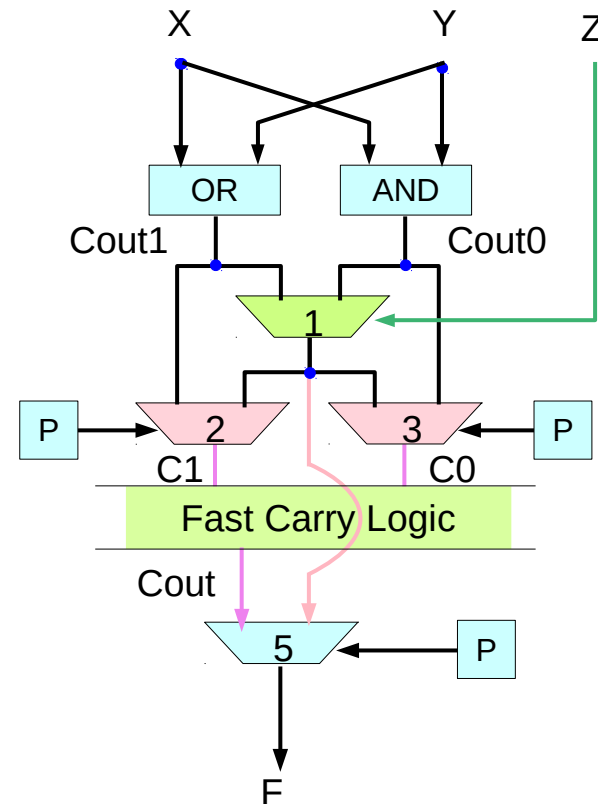 X Y Z
OR AND
Cout1 Cout0
1
P 2 3 P
C1 C0
Fast Carry Logic
Cout
5 P
F